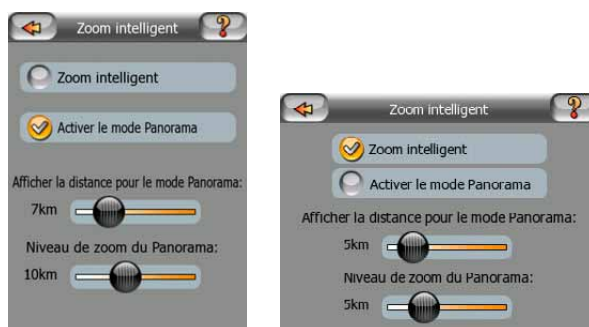 Zoom intelligent
Zoom intelligent
Activer le mode Panorama
Afficher la distance pour le mode Panorama:
7km
Niveau de zoom du Panorama:
10km
Zoom intelligent
Zoom intelligent
Activer le mode Panorama
Afficher la distance pour le mode Panorama:
5km
Niveau de zoom du Panorama:
5km